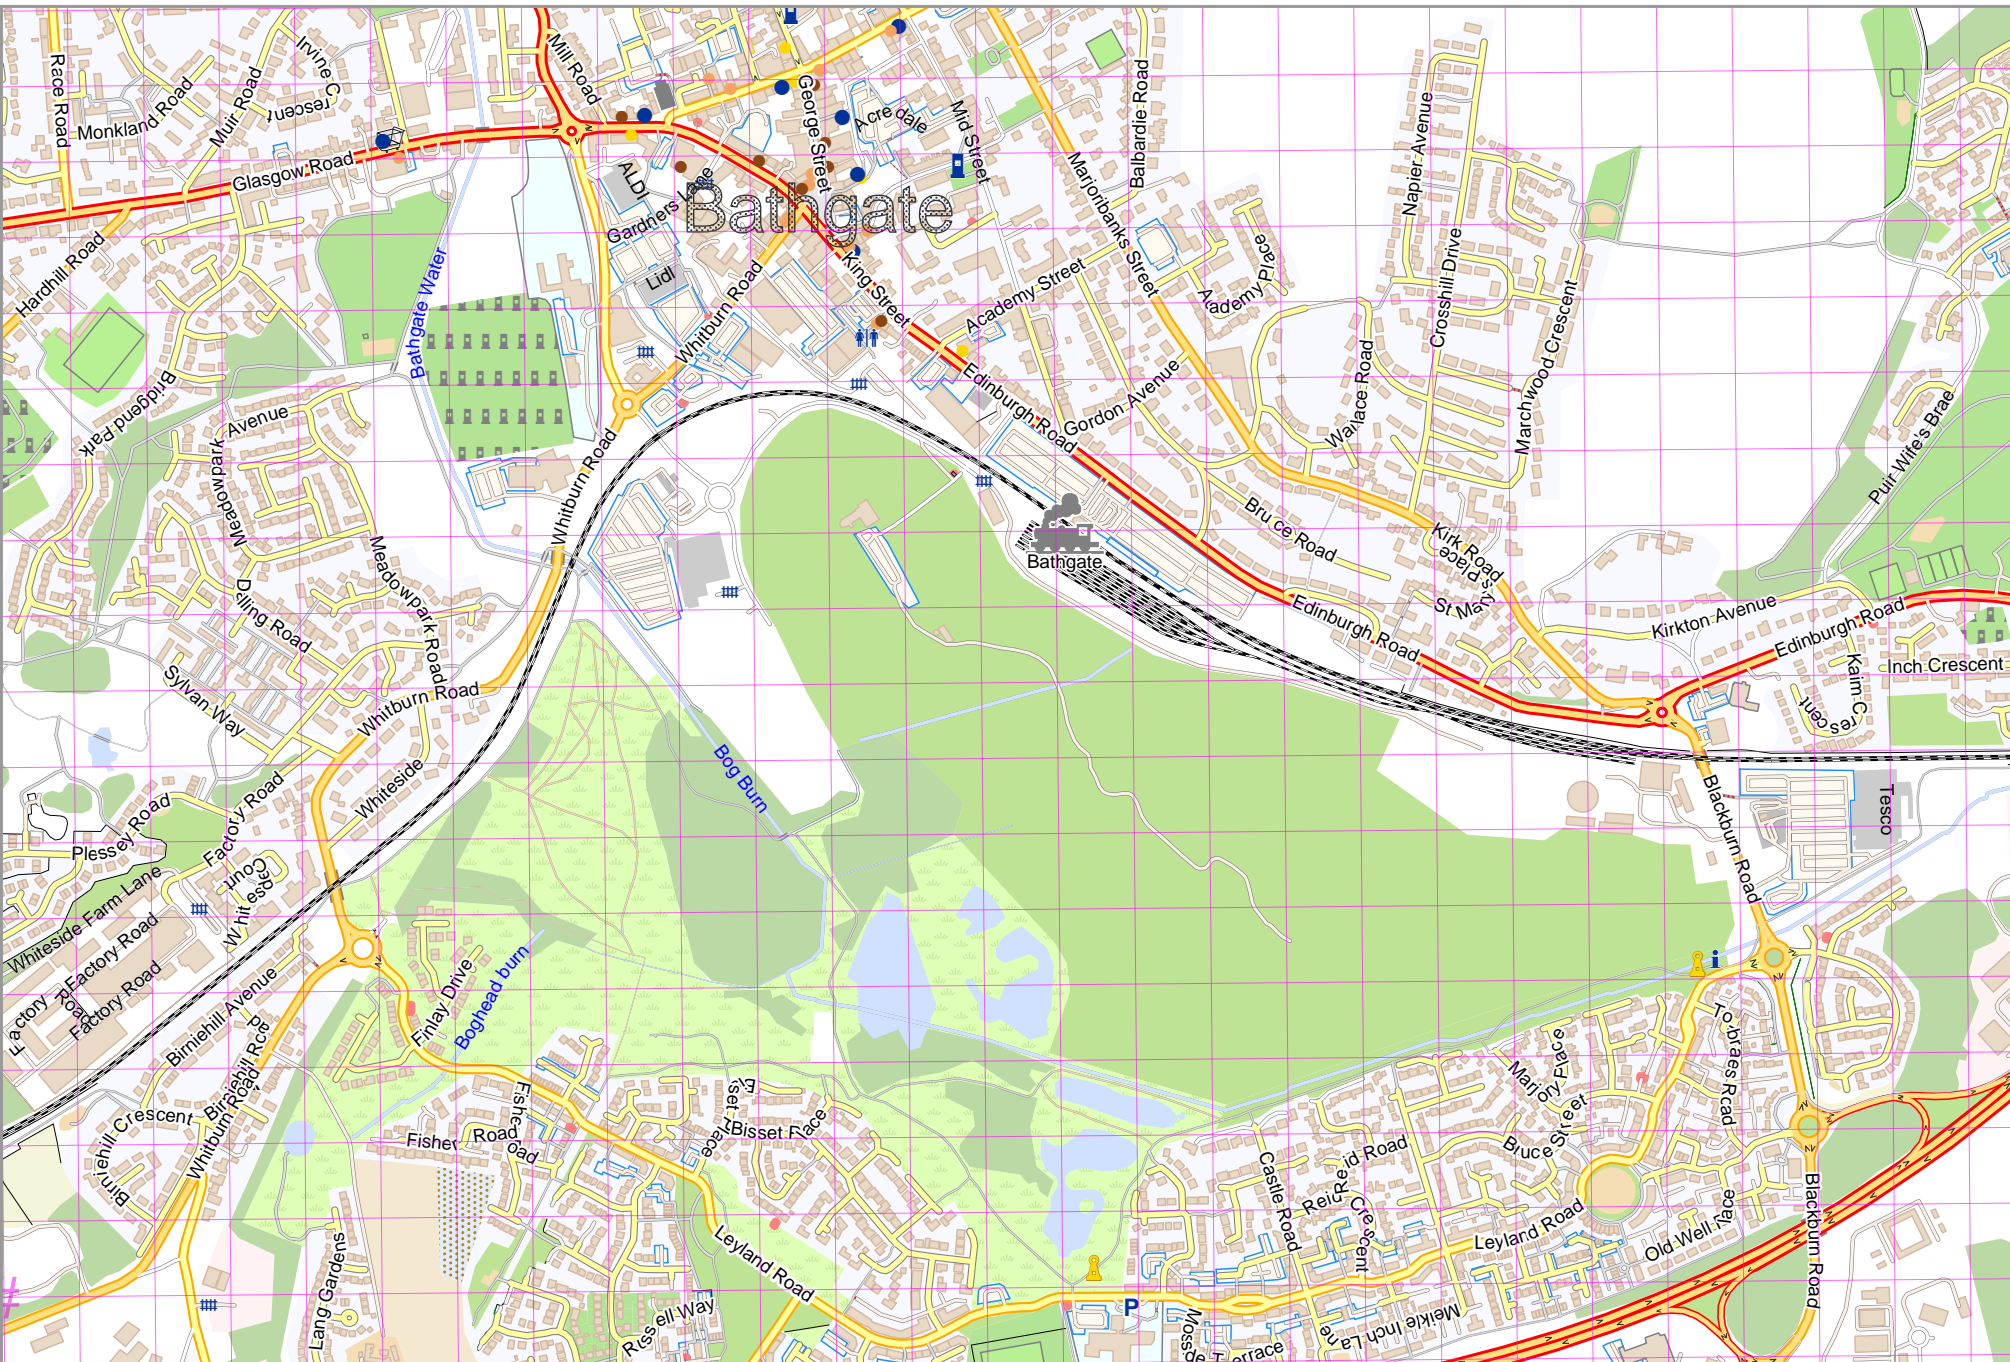 Race Road
Irvine C
rescent
Monkland Road
Muir Road
Mill Road
George Street
Acre dale
Mid Street
Balbardie Road
Napier Avenue
Glasgow Road
ALDI
Gardners Lane
Bathgate
Marjoribanks Street
Hardhill Road
Bathgate Water
Lidl
Whitburn Road
King Street
Academy Street
Crosshill Drive
Marchwood Crescent
Bridgend Park
Meadowpark Avenue
Edinburgh Road
Gordon Avenue
Wallace Road
Puir Wife's Brae
Whitburn Road
Bruce Road
Kirk Road
St Mary's Place
Bathgate
Meadowpark Road
Edinburgh Road
Kirkton Avenue
Edinburgh Road
Inch Crescent
Kaim C
rescent
Sylvan Way
Whitburn Road
Whiteside
Bog Burn
Blackburn Road
Tesco
Plessey Road
Factory Road
Whiteside Farm Lane
Factory Road
Factory Road
Factory Road
Birniehill Avenue
Finlay Drive
Boghead burn
Birniehill Road
Whitburn Road
Birniehill Crescent
Fisher Road
Bisset Place
Marjory Place
Bruce Street
Reid Road
Reid Crescent
Castle Road
Leyland Road
Old Well Place
Blackburn Road
Lang Gardens
Leyland Road
Russell Way
P
Meikle Inch Lane